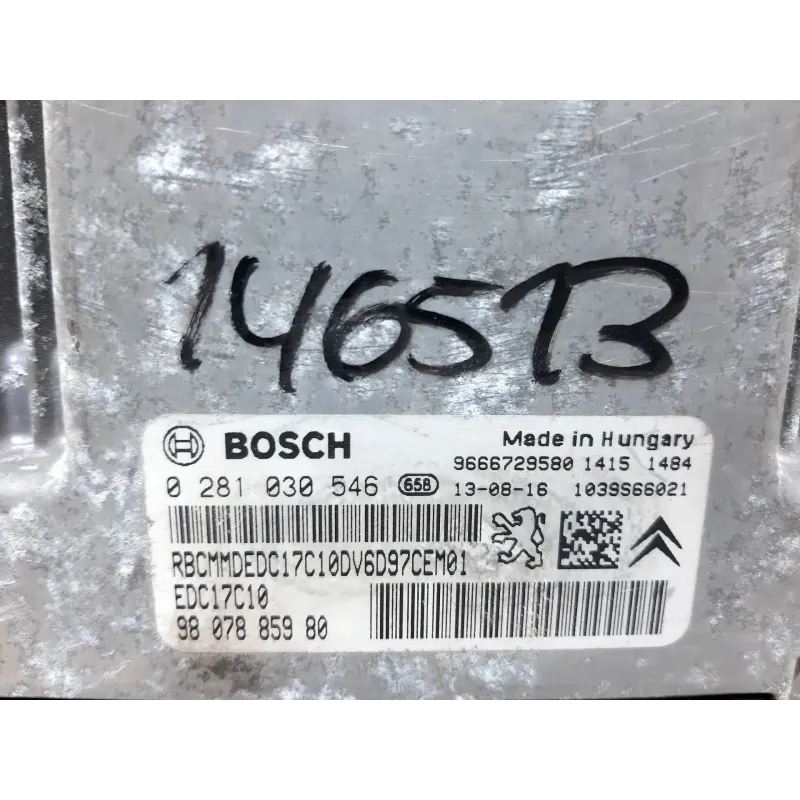 1465B
BOSCH Made in Hungary
9666729580 1415 1484
0 281 030 546 658 13-08-16 1039S66021
RBCMMDEDC17C10DV6D97CEM01
EDC17C10
98 078 859 80